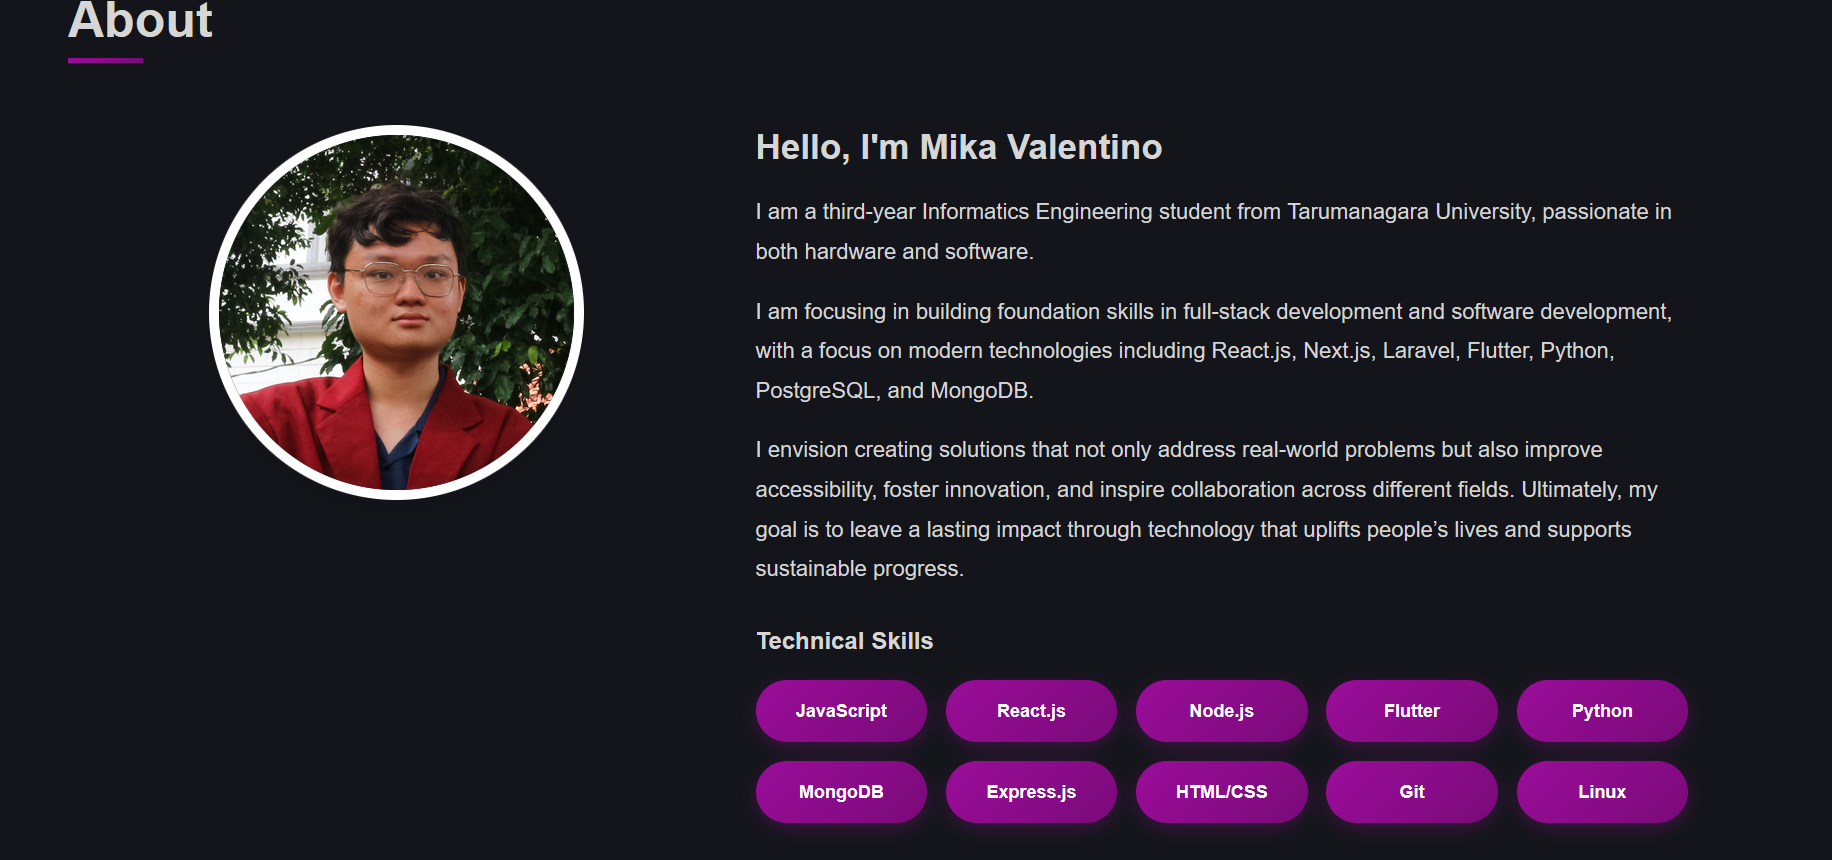 About
Hello, I'm Mika Valentino
I am a third-year Informatics Engineering student from Tarumanagara University, passionate in
both hardware and software.
I am focusing in building foundation skills in full-stack development and software development,
with a focus on modern technologies including React.js, Next.js, Laravel, Flutter, Python,
PostgreSQL, and MongoDB.
I envision creating solutions that not only address real-world problems but also improve
accessibility, foster innovation, and inspire collaboration across different fields. Ultimately, my
goal is to leave a lasting impact through technology that uplifts people’s lives and supports
sustainable progress.
Technical Skills
JavaScript React.js Node.js Flutter Python
MongoDB Express.js HTML/CSS Git Linux